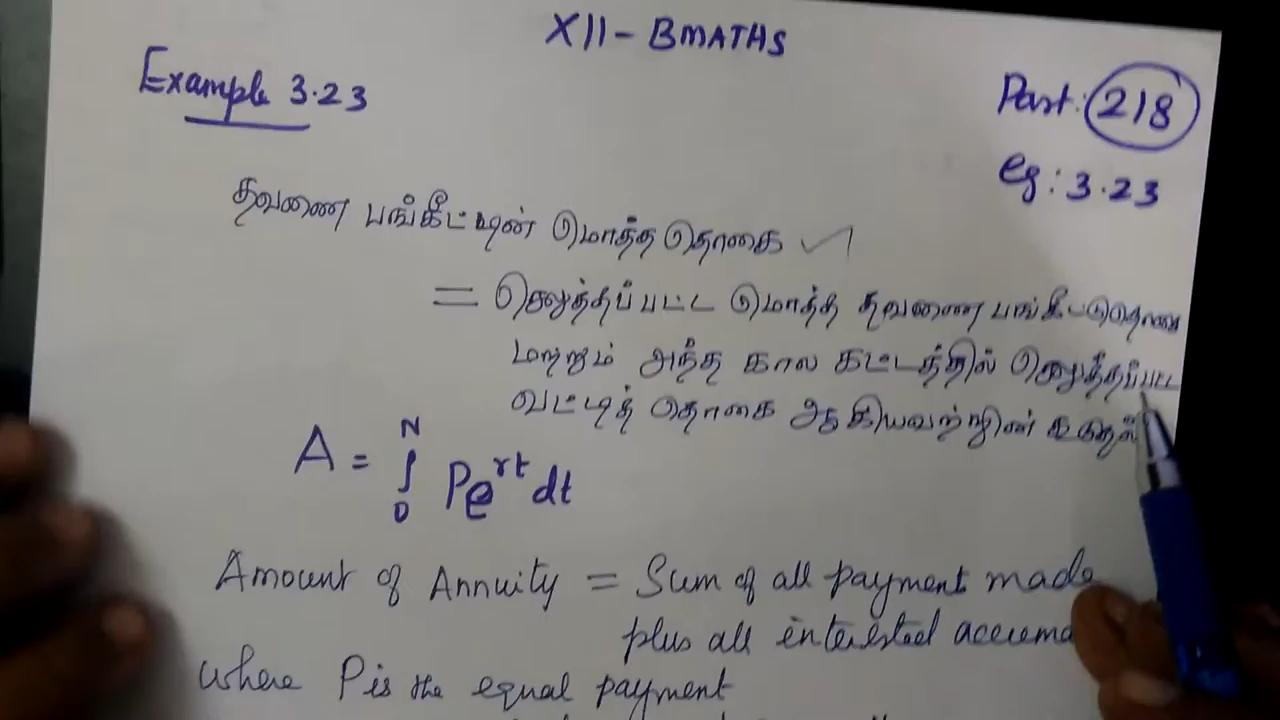 XII - BMATHS
Example 3.23
Part: 218
eg: 3.23
தவணை பங்கீட்டின் மொத்த தொகை ✓
= செலுத்தப்பட்ட மொத்த தவணை பங்கீட்டுதொகை
மற்றும் அந்த கால கட்டத்தில் செலுத்தப்பட்ட
வட்டித் தொகை ஆகியவற்றின் கூடுதல்
A = ∫₀ᴺ Pe^rt dt
Amount of Annuity = Sum of all payment made
plus all interested accuma
where P is the equal payment